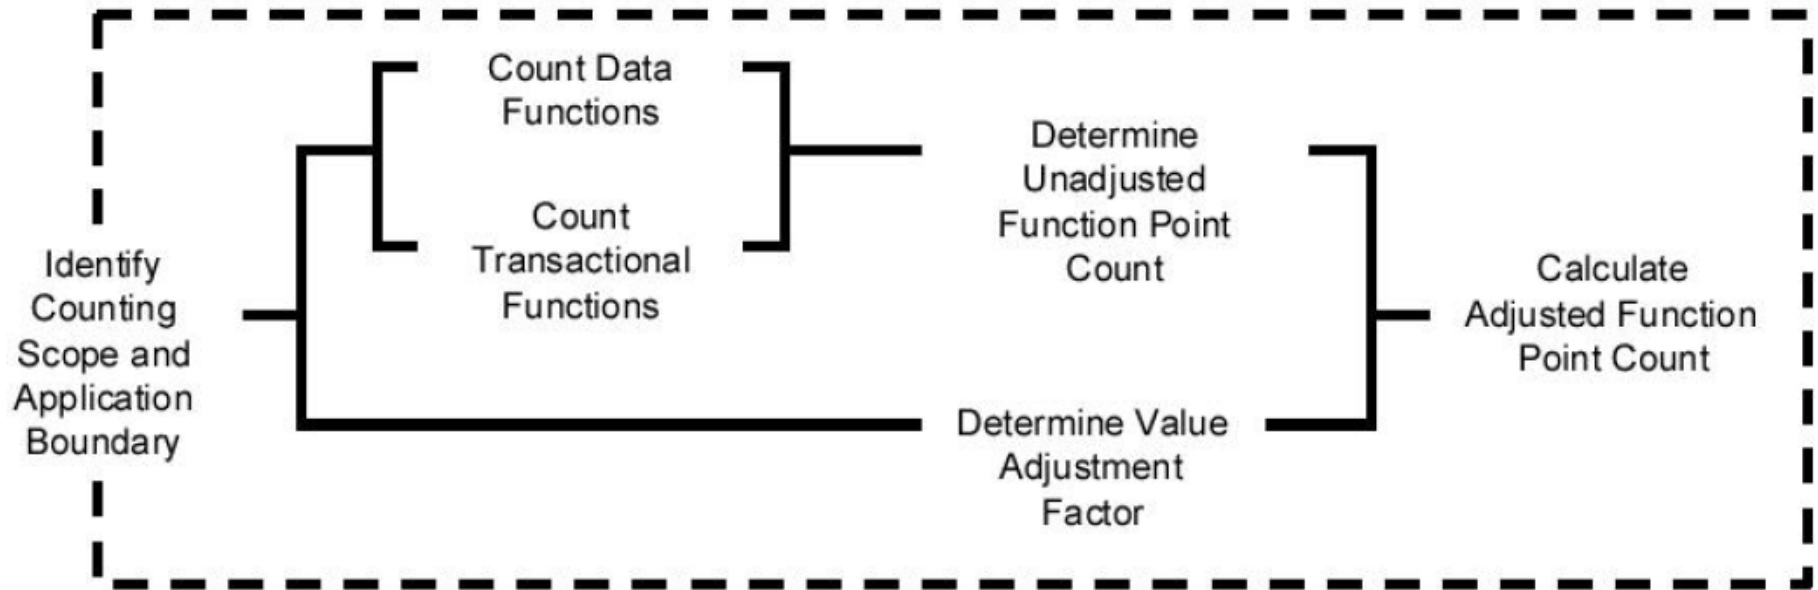 Identify
Counting
Scope and
Application
Boundary
Count Data
Functions
Count
Transactional
Functions
Determine
Unadjusted
Function Point
Count
Determine Value
Adjustment
Factor
Calculate
Adjusted Function
Point Count